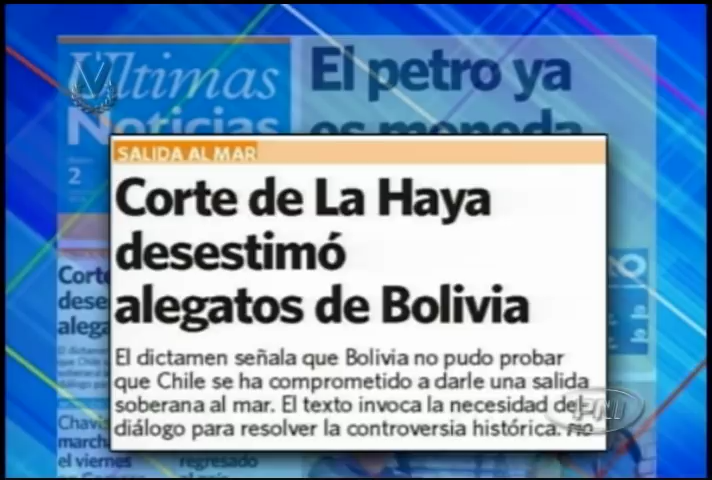 Últimas
Noticias
2
El petro ya
es moneda
SALIDA AL MAR
Corte de La Haya
desestimó
alegatos de Bolivia
El dictamen señala que Bolivia no pudo probar
que Chile se ha comprometido a darle una salida
soberana al mar. El texto invoca la necesidad del
diálogo para resolver la controversia histórica.
Corte
dese
alega
Chavis
march
el viernes
regresado